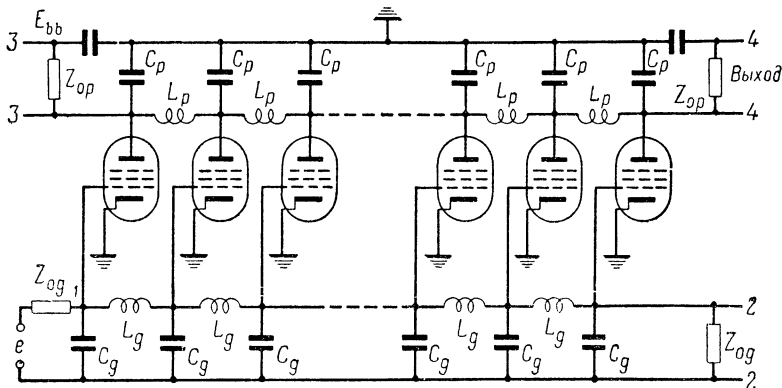 3 E_bb 4
C_p C_p C_p C_p C_p C_p
Z_op L_p L_p L_p L_p Z_op Выход
3 4
Z_og 1 2
L_g L_g L_g L_g
e C_g C_g C_g C_g C_g C_g Z_og
2